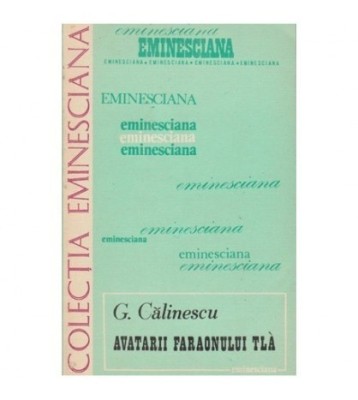 COLECTIA EMINESCIANA
eminesciana
EMINESCIANA
EMINESCIANA • EMINESCIANA • EMINESCIANA • EMINESCIANA
EMINESCIANA
eminesciana
eminesciana
eminesciana
eminesciana
eminesciana
eminesciana
eminesciana
eminesciana
G. Călinescu
AVATARII FARAONULUI TLÀ